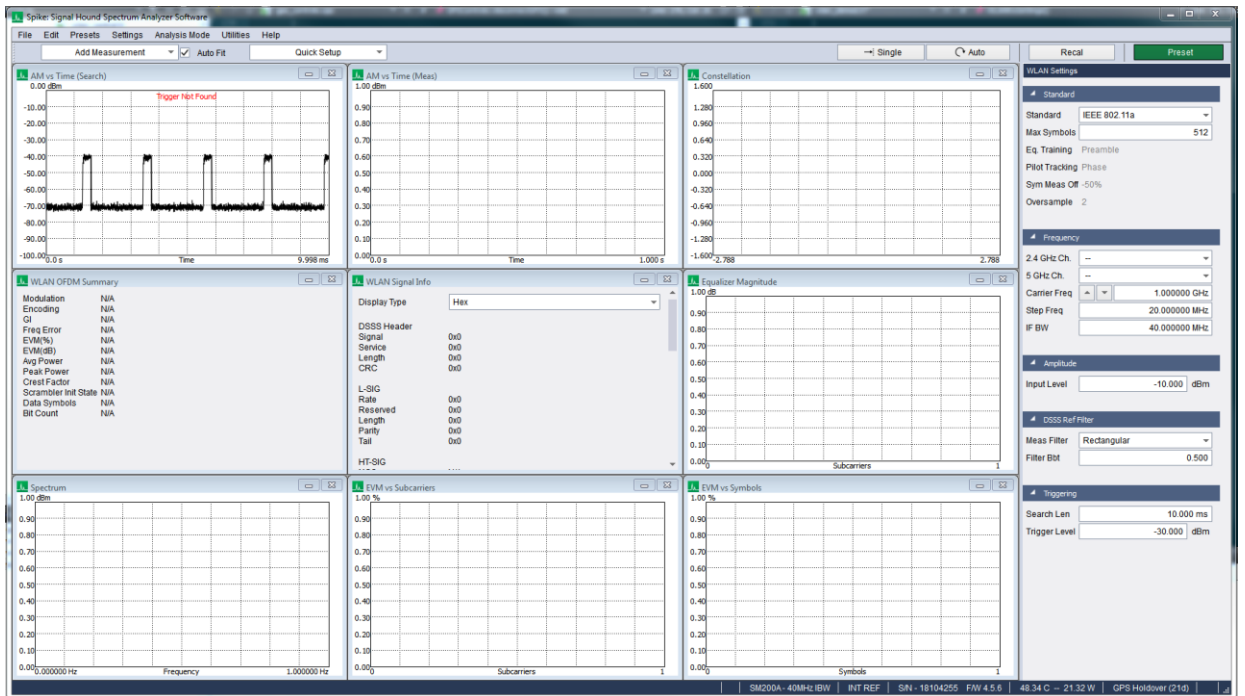 Spike: Signal Hound Spectrum Analyzer Software
File Edit Presets Settings Analysis Mode Utilities Help
Add Measurement Auto Fit Quick Setup Single Auto Recal Preset
AM vs Time (Search)
0.00 dBm
Trigger Not Found
-10.00
-20.00
-30.00
-40.00
-50.00
-60.00
-70.00
-80.00
-90.00
-100.00
0.0 s Time 9.998 ms
AM vs Time (Meas)
1.00 dBm
0.90
0.80
0.70
0.60
0.50
0.40
0.30
0.20
0.10
0.00
0.0 s Time 1.000 s
Constellation
1.600
1.280
0.960
0.640
0.320
0.000
-0.320
-0.640
-0.960
-1.280
-1.600
-2.788 2.788
WLAN OFDM Summary
Modulation N/A
Encoding N/A
GI N/A
Freq Error N/A
EVM(%) N/A
EVM(dB) N/A
Avg Power N/A
Peak Power N/A
Crest Factor N/A
Scrambler Init State N/A
Data Symbols N/A
Bit Count N/A
WLAN Signal Info
Display Type Hex
DSSS Header
Signal 0x0
Service 0x0
Length 0x0
CRC 0x0
L-SIG
Rate 0x0
Reserved 0x0
Length 0x0
Parity 0x0
Tail 0x0
HT-SIG
Equalizer Magnitude
1.00 dB
0.90
0.80
0.70
0.60
0.50
0.40
0.30
0.20
0.10
0.00
0 Subcarriers 1
Spectrum
1.00 dBm
0.90
0.80
0.70
0.60
0.50
0.40
0.30
0.20
0.10
0.00
0.000000 Hz Frequency 1.000000 Hz
EVM vs Subcarriers
1.00 %
0.90
0.80
0.70
0.60
0.50
0.40
0.30
0.20
0.10
0.00
0 Subcarriers 1
EVM vs Symbols
1.00 %
0.90
0.80
0.70
0.60
0.50
0.40
0.30
0.20
0.10
0.00
0 Symbols 1
WLAN Settings
Standard
Standard IEEE 802.11a
Max Symbols 512
Eq. Training Preamble
Pilot Tracking Phase
Sym Meas Off -50%
Oversample 2
Frequency
2.4 GHz Ch. --
5 GHz Ch. --
Carrier Freq 1.000000 GHz
Step Freq 20.000000 MHz
IF BW 40.000000 MHz
Amplitude
Input Level -10.000 dBm
DSSS Ref Filter
Meas Filter Rectangular
Filter Bbt 0.500
Triggering
Search Len 10.000 ms
Trigger Level -30.000 dBm
SM200A - 40MHz IBW INT REF S/N - 18104255 F/W 4.5.6 48.34 C -- 21.32 W GPS Holdover (21d)